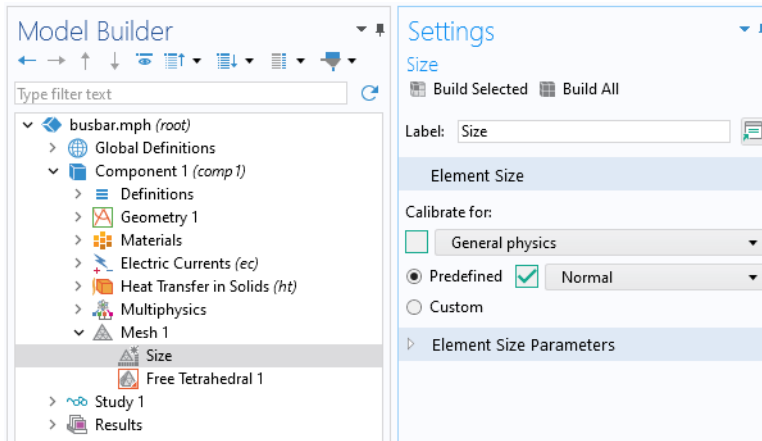 Model Builder
Type filter text
busbar.mph (root)
Global Definitions
Component 1 (comp1)
Definitions
Geometry 1
Materials
Electric Currents (ec)
Heat Transfer in Solids (ht)
Multiphysics
Mesh 1
Size
Free Tetrahedral 1
Study 1
Results
Settings
Size
Build Selected Build All
Label: Size
Element Size
Calibrate for:
General physics
Predefined Normal
Custom
Element Size Parameters